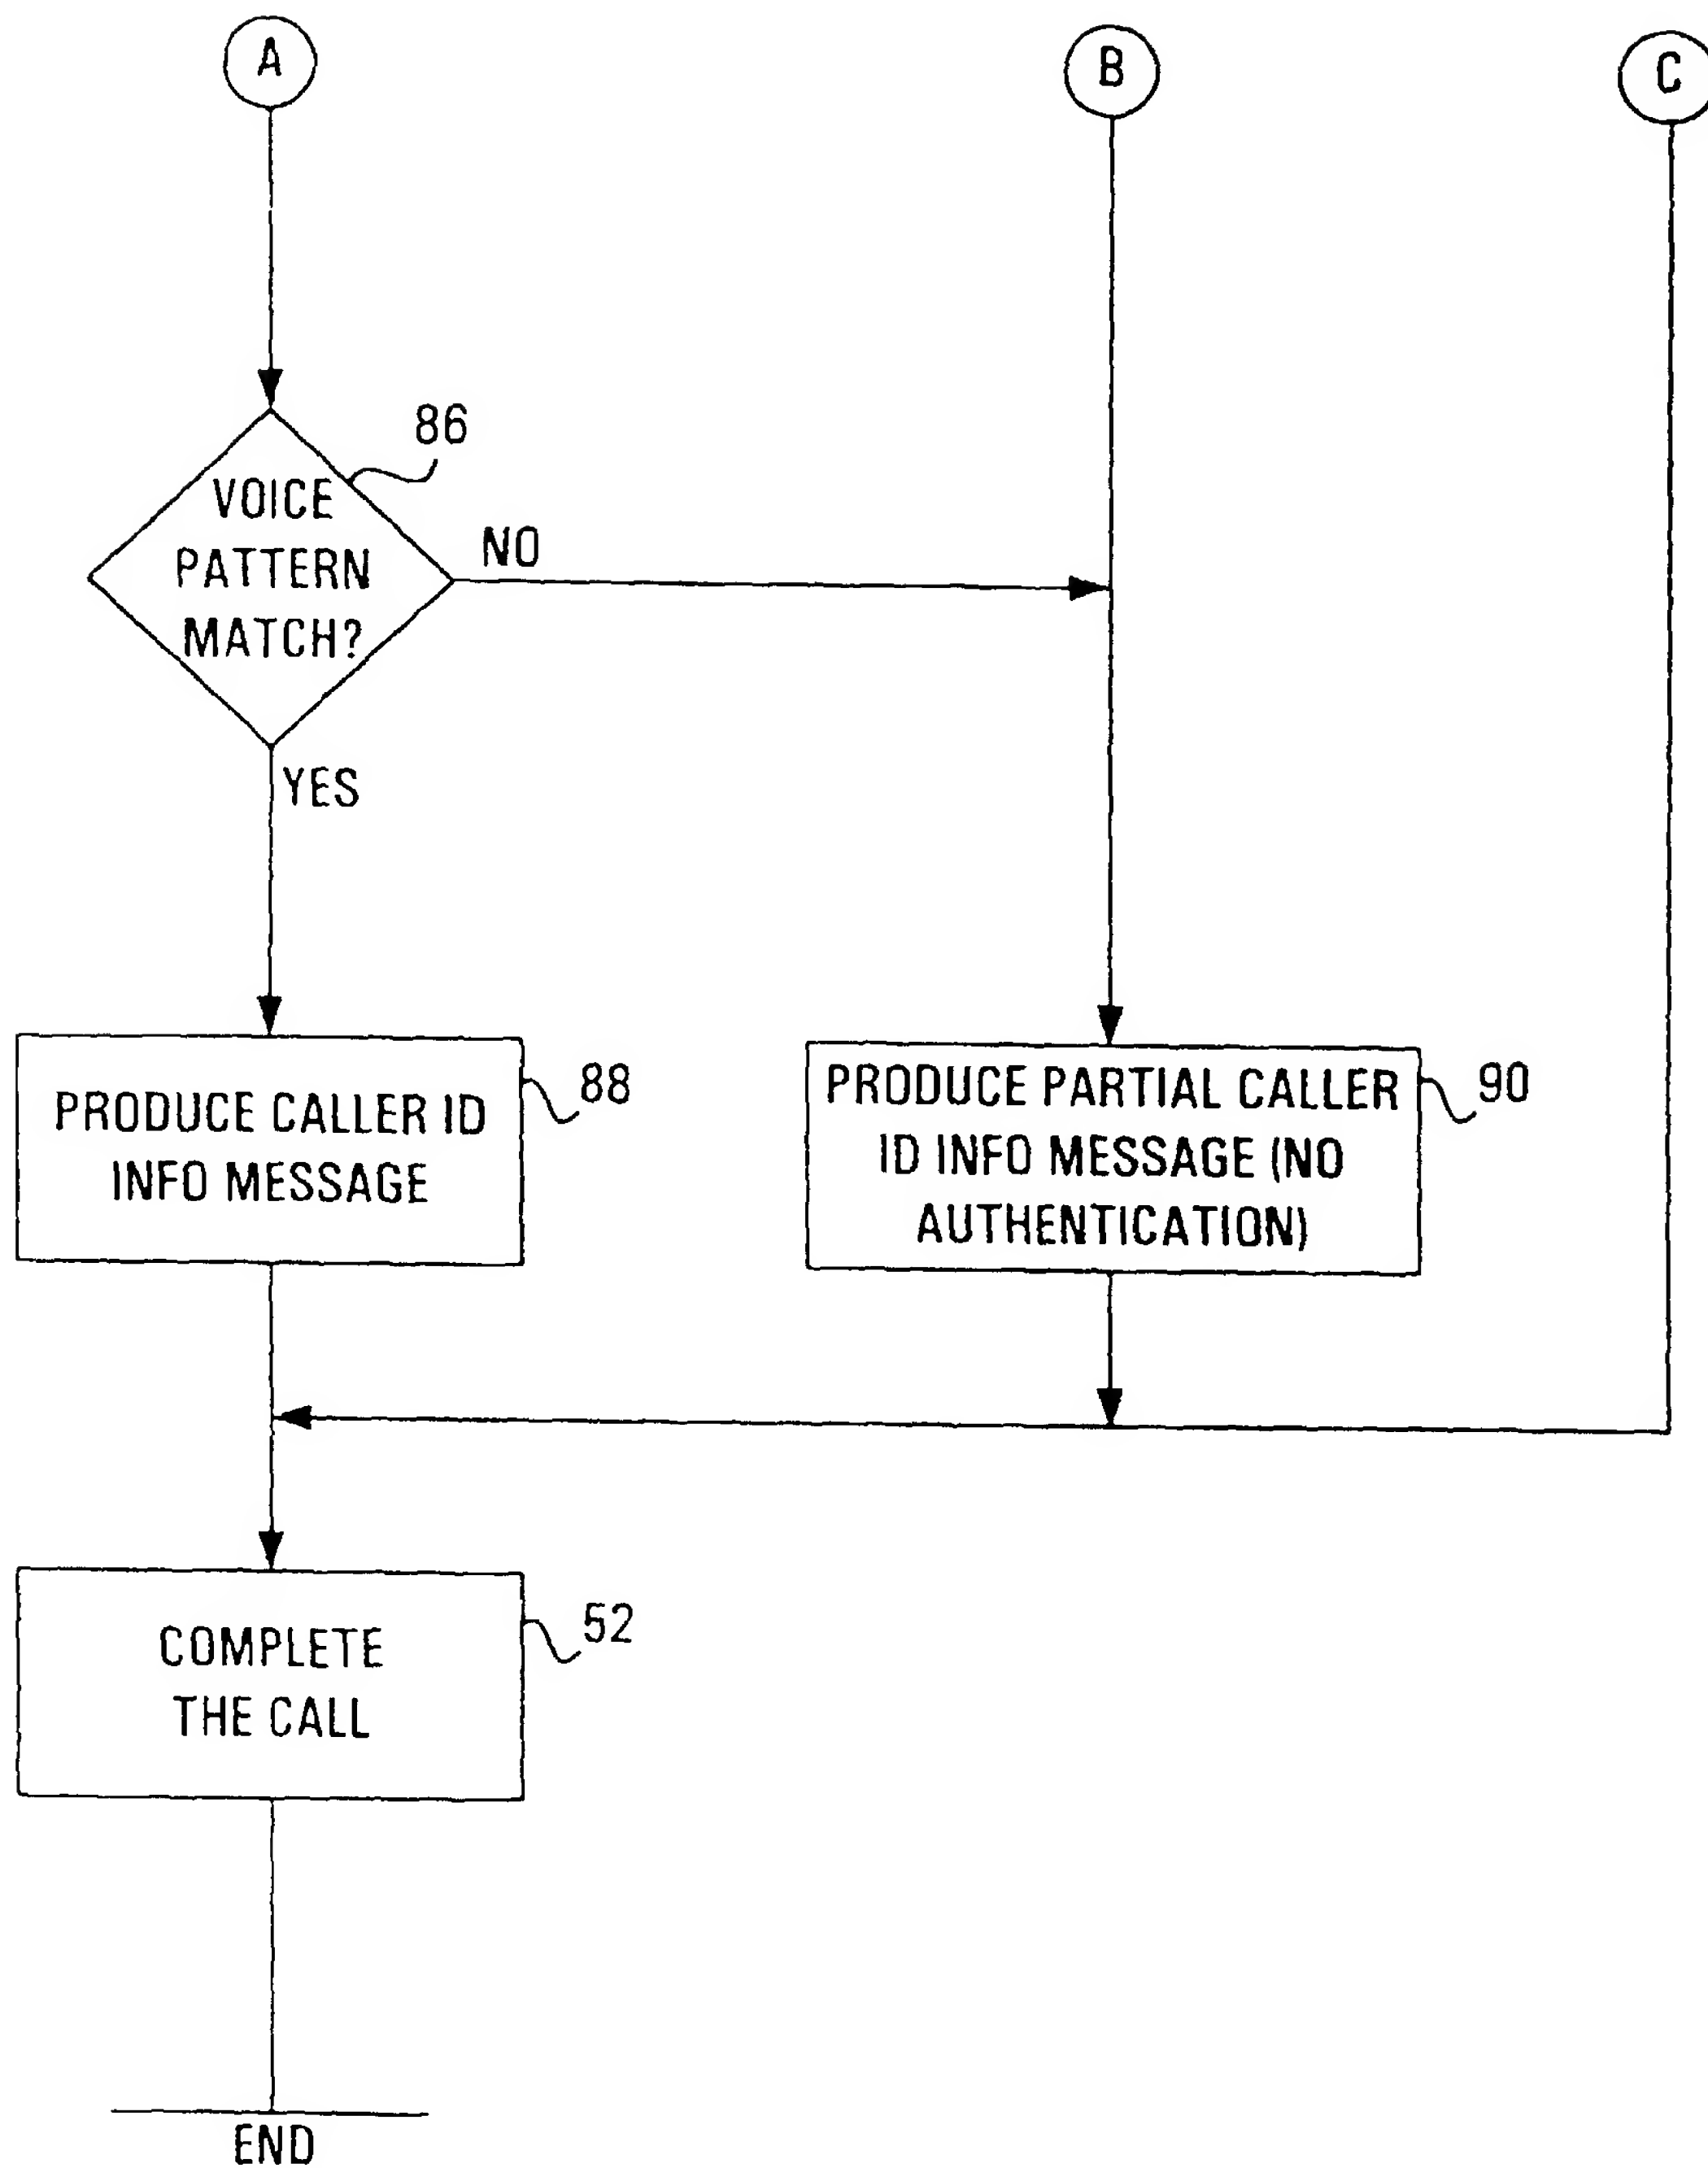 A
B
C
86
VOICE
PATTERN
MATCH?
NO
YES
PRODUCE CALLER ID
INFO MESSAGE
88
PRODUCE PARTIAL CALLER
ID INFO MESSAGE (NO
AUTHENTICATION)
90
COMPLETE
THE CALL
52
END